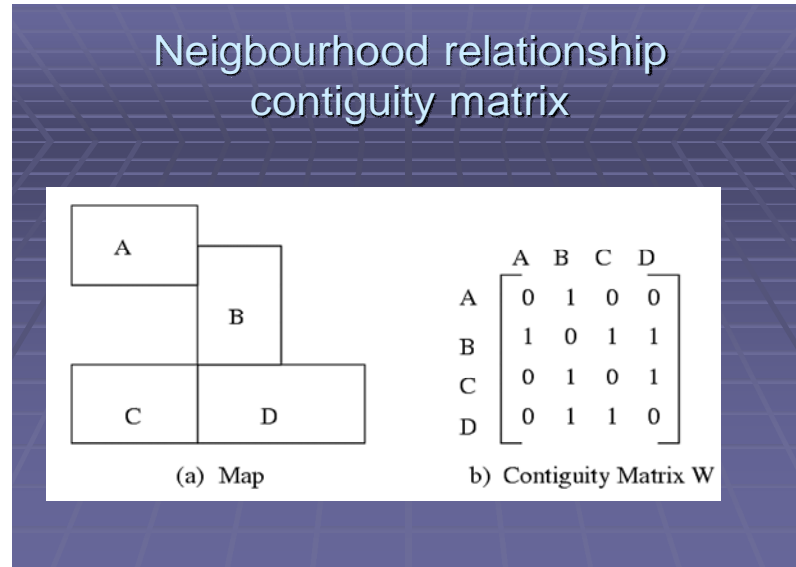 Neigbourhood relationship
contiguity matrix
A
B
C D
(a) Map
A B C D
A 0 1 0 0
B 1 0 1 1
C 0 1 0 1
D 0 1 1 0
b) Contiguity Matrix W